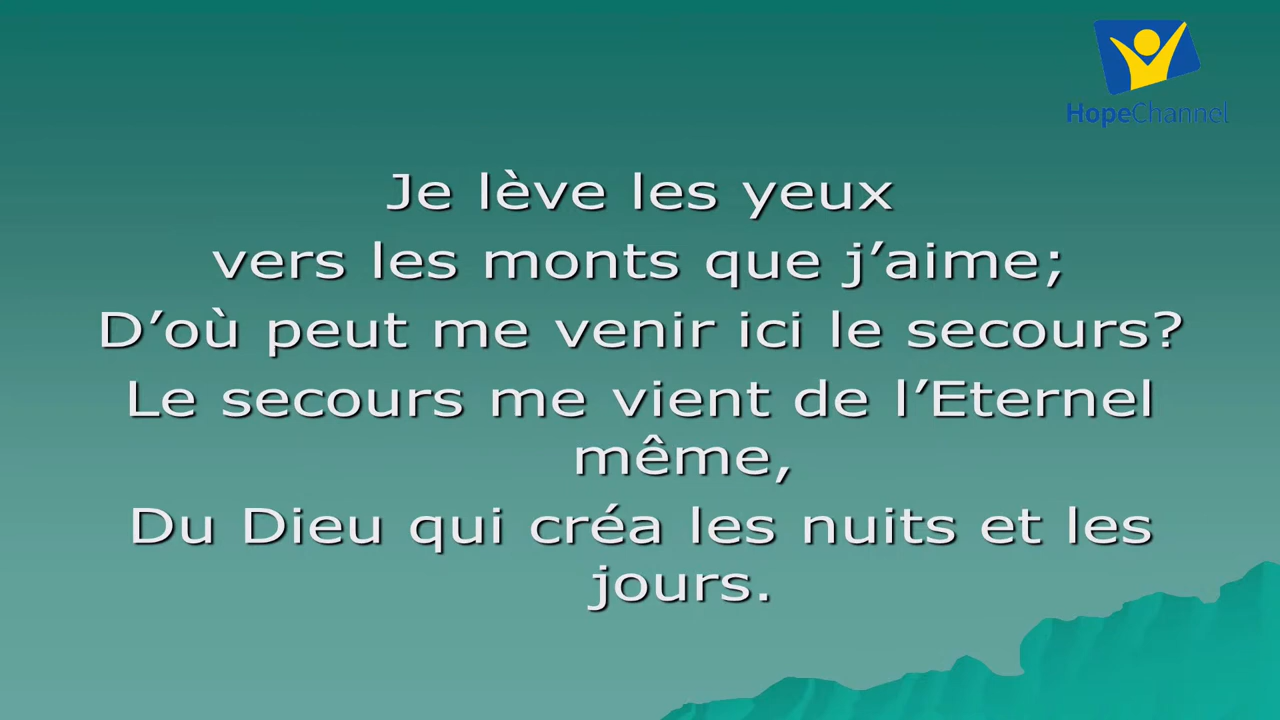 HopeChannel
Je lève les yeux
vers les monts que j’aime;
D’où peut me venir ici le secours?
Le secours me vient de l’Eternel
même,
Du Dieu qui créa les nuits et les
jours.